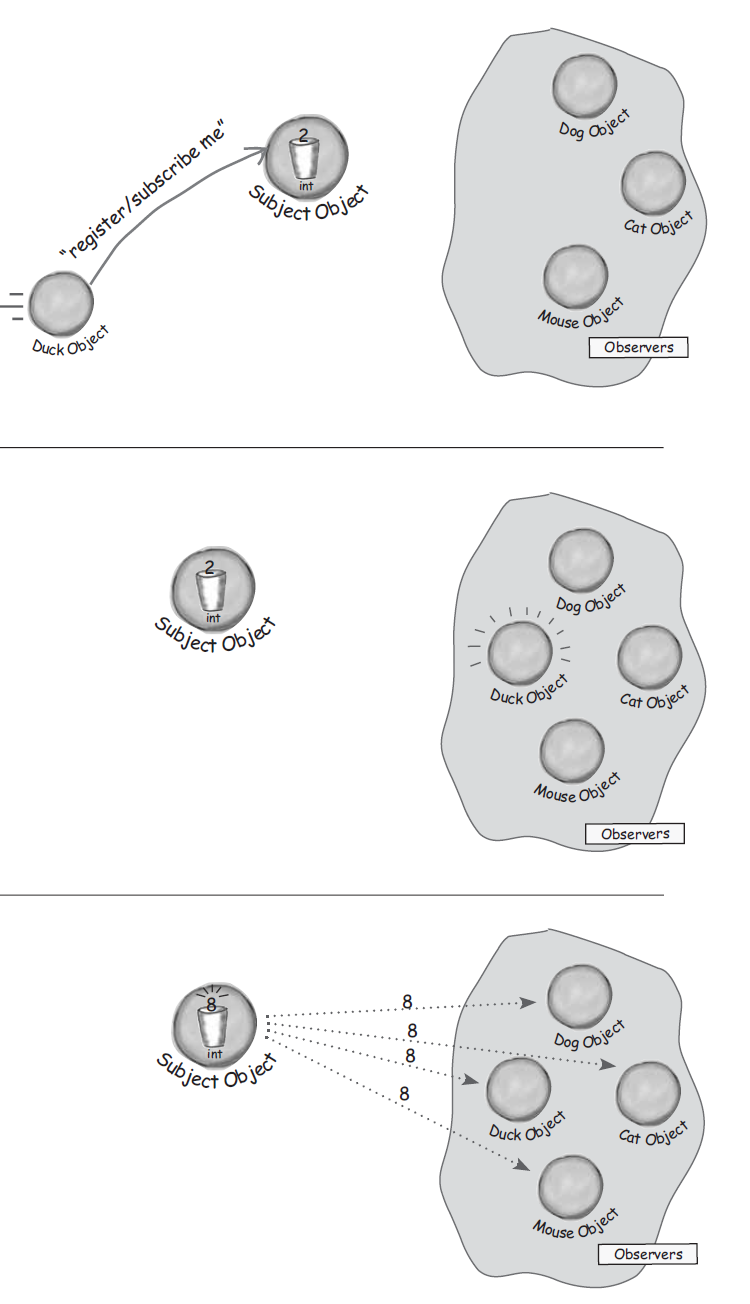 Dog Object
2
int
Subject Object
"register/subscribe me"
Cat Object
Mouse Object
Duck Object
Observers
2
int
Subject Object
Dog Object
Duck Object
Cat Object
Mouse Object
Observers
8
int
Subject Object
8
8
8
8
Dog Object
Duck Object
Cat Object
Mouse Object
Observers